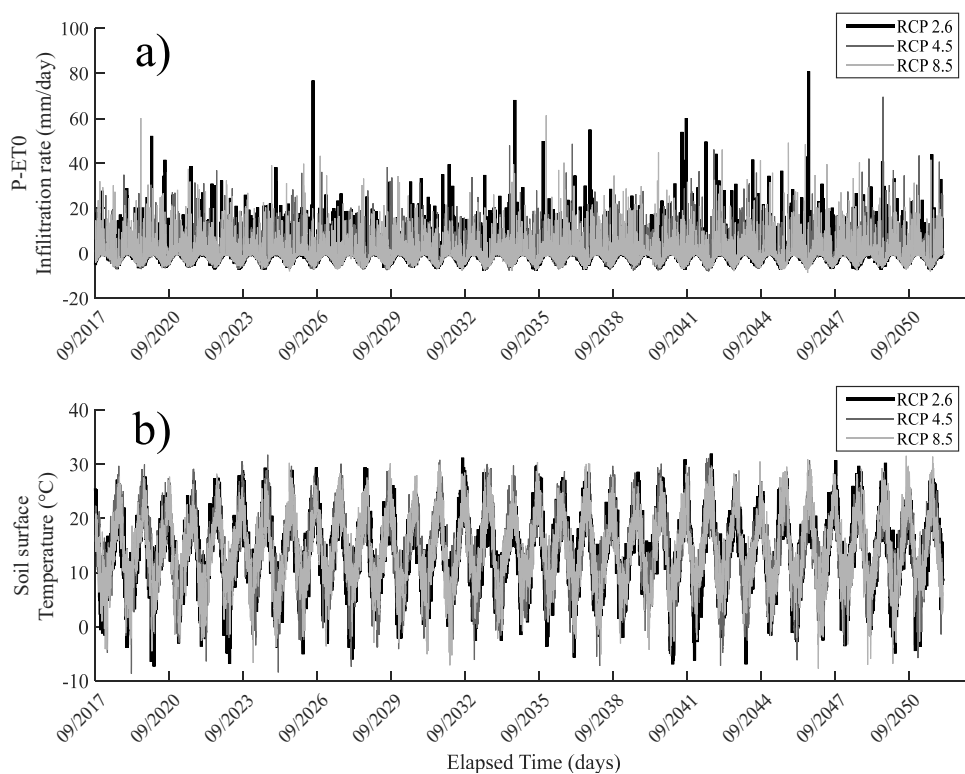 a)
RCP 2.6
RCP 4.5
RCP 8.5
P-ET0
Infilitration rate (mm/day)
100
80
60
40
20
0
-20
09/2017
09/2020
09/2023
09/2026
09/2029
09/2032
09/2035
09/2038
09/2041
09/2044
09/2047
09/2050
b)
RCP 2.6
RCP 4.5
RCP 8.5
Soil surface
Temperature (°C)
40
30
20
10
0
-10
09/2017
09/2020
09/2023
09/2026
09/2029
09/2032
09/2035
09/2038
09/2041
09/2044
09/2047
09/2050
Elapsed Time (days)